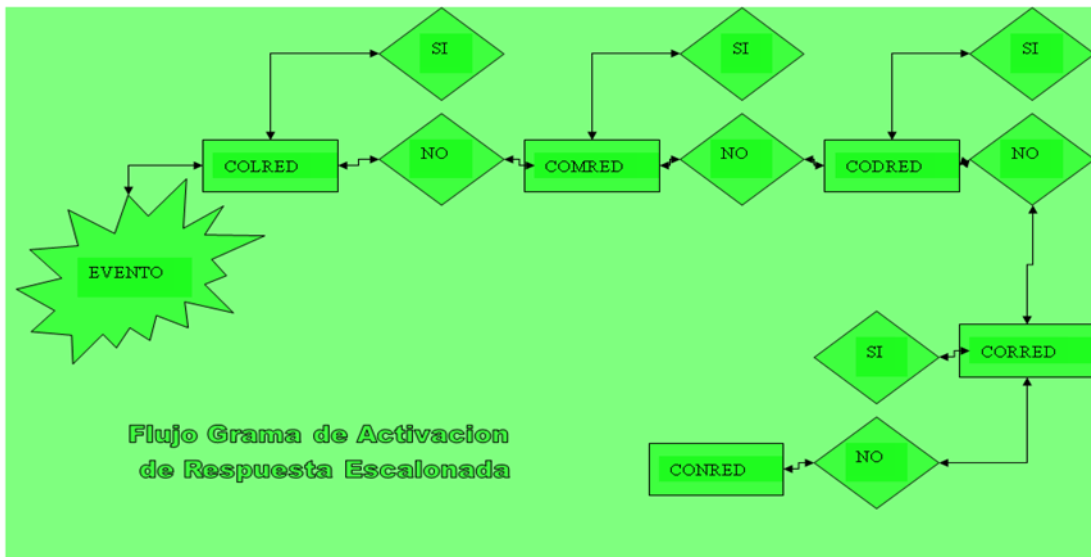 SI
SI
SI
COLRED
NO
COMRED
NO
CODRED
NO
EVENTO
SI
CORRED
Flujo Grama de Activacion
de Respuesta Escalonada
CONRED
NO